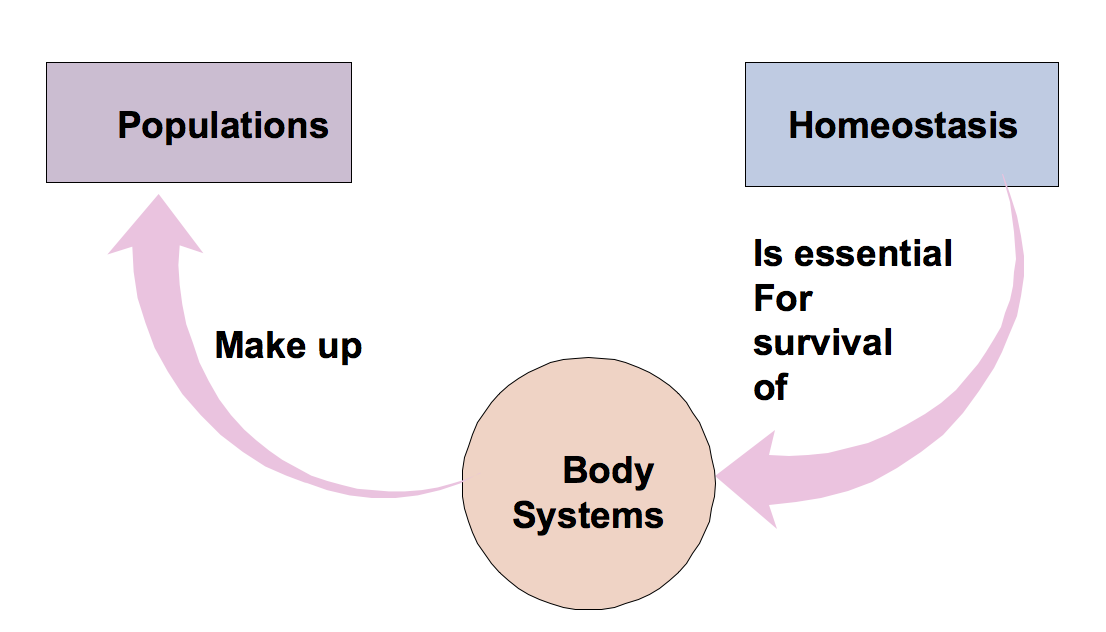 Populations
Homeostasis
Is essential
For
survival
of
Make up
Body
Systems